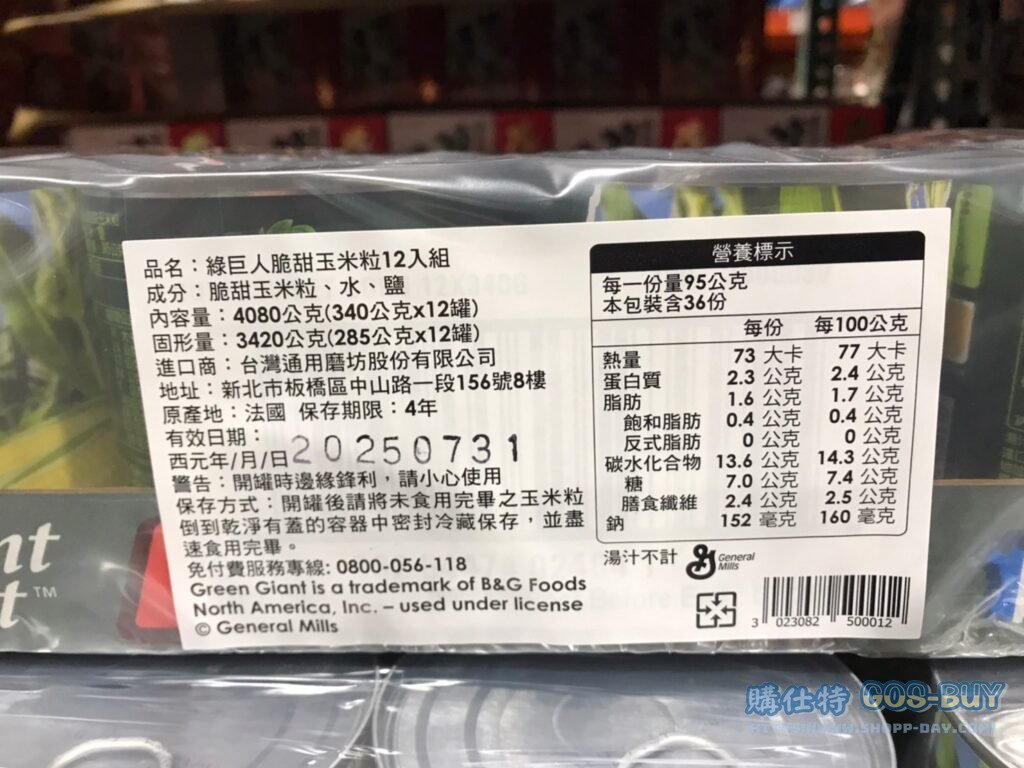 品名：綠巨人脆甜玉米粒12入組
成分：脆甜玉米粒、水、鹽
內容量：4080公克(340公克x12罐)
固形量：3420公克(285公克x12罐)
進口商：台灣通用磨坊股份有限公司
地址：新北市板橋區中山路一段156號8樓
原產地：法國 保存期限：4年
有效日期：
西元年/月/日20250731
警告：開罐時邊緣鋒利，請小心使用
保存方式：開罐後請將未食用完畢之玉米粒
倒到乾淨有蓋的容器中密封冷藏保存，並盡
速食用完畢。
免付費服務專線：0800-056-118
Green Giant is a trademark of B&G Foods
North America, Inc. – used under license
© General Mills
營養標示
每一份量95公克
本包裝含36份
每份 每100公克
熱量 73 大卡 77 大卡
蛋白質 2.3 公克 2.4 公克
脂肪 1.6 公克 1.7 公克
飽和脂肪 0.4 公克 0.4 公克
反式脂肪 0 公克 0 公克
碳水化合物 13.6 公克 14.3 公克
糖 7.0 公克 7.4 公克
膳食纖維 2.4 公克 2.5 公克
鈉 152 毫克 160 毫克
湯汁不計 General Mills
3 023082 500012
nt
t™
購仕特 GOS-BUY
HTTPS://WWW.SHOPP-DAY.COM/